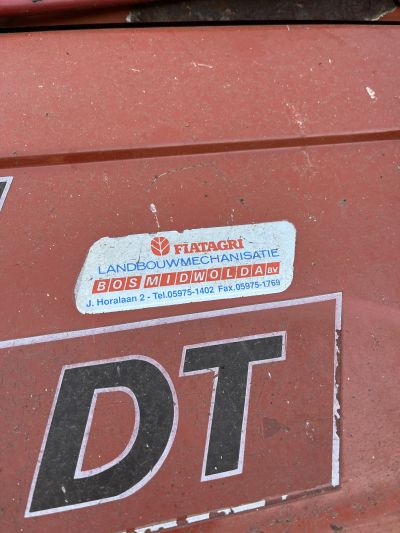 FIATAGRI
LANDBOUWMECHANISATIE
BOS MIDWOLDA BV
J. Horalaan 2 - Tel.05975-1402 Fax.05975-1769
DT